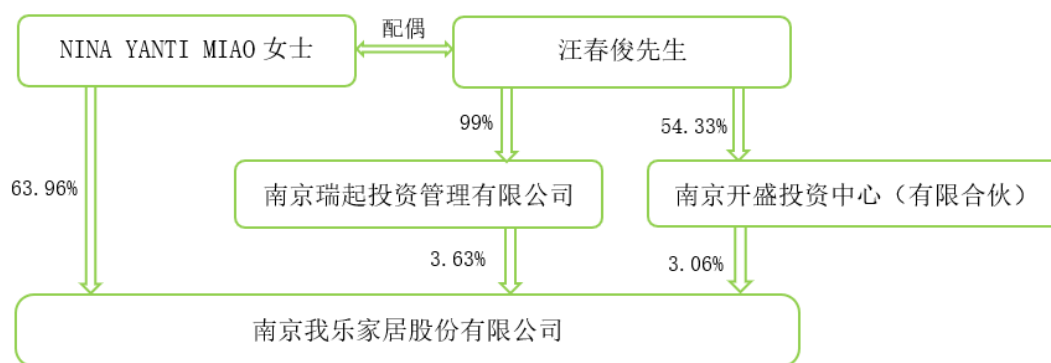 配偶
NINA YANTI MIAO 女士
汪春俊先生
99%
54.33%
63.96%
南京瑞起投资管理有限公司
南京开盛投资中心（有限合伙）
3.63%
3.06%
南京我乐家居股份有限公司